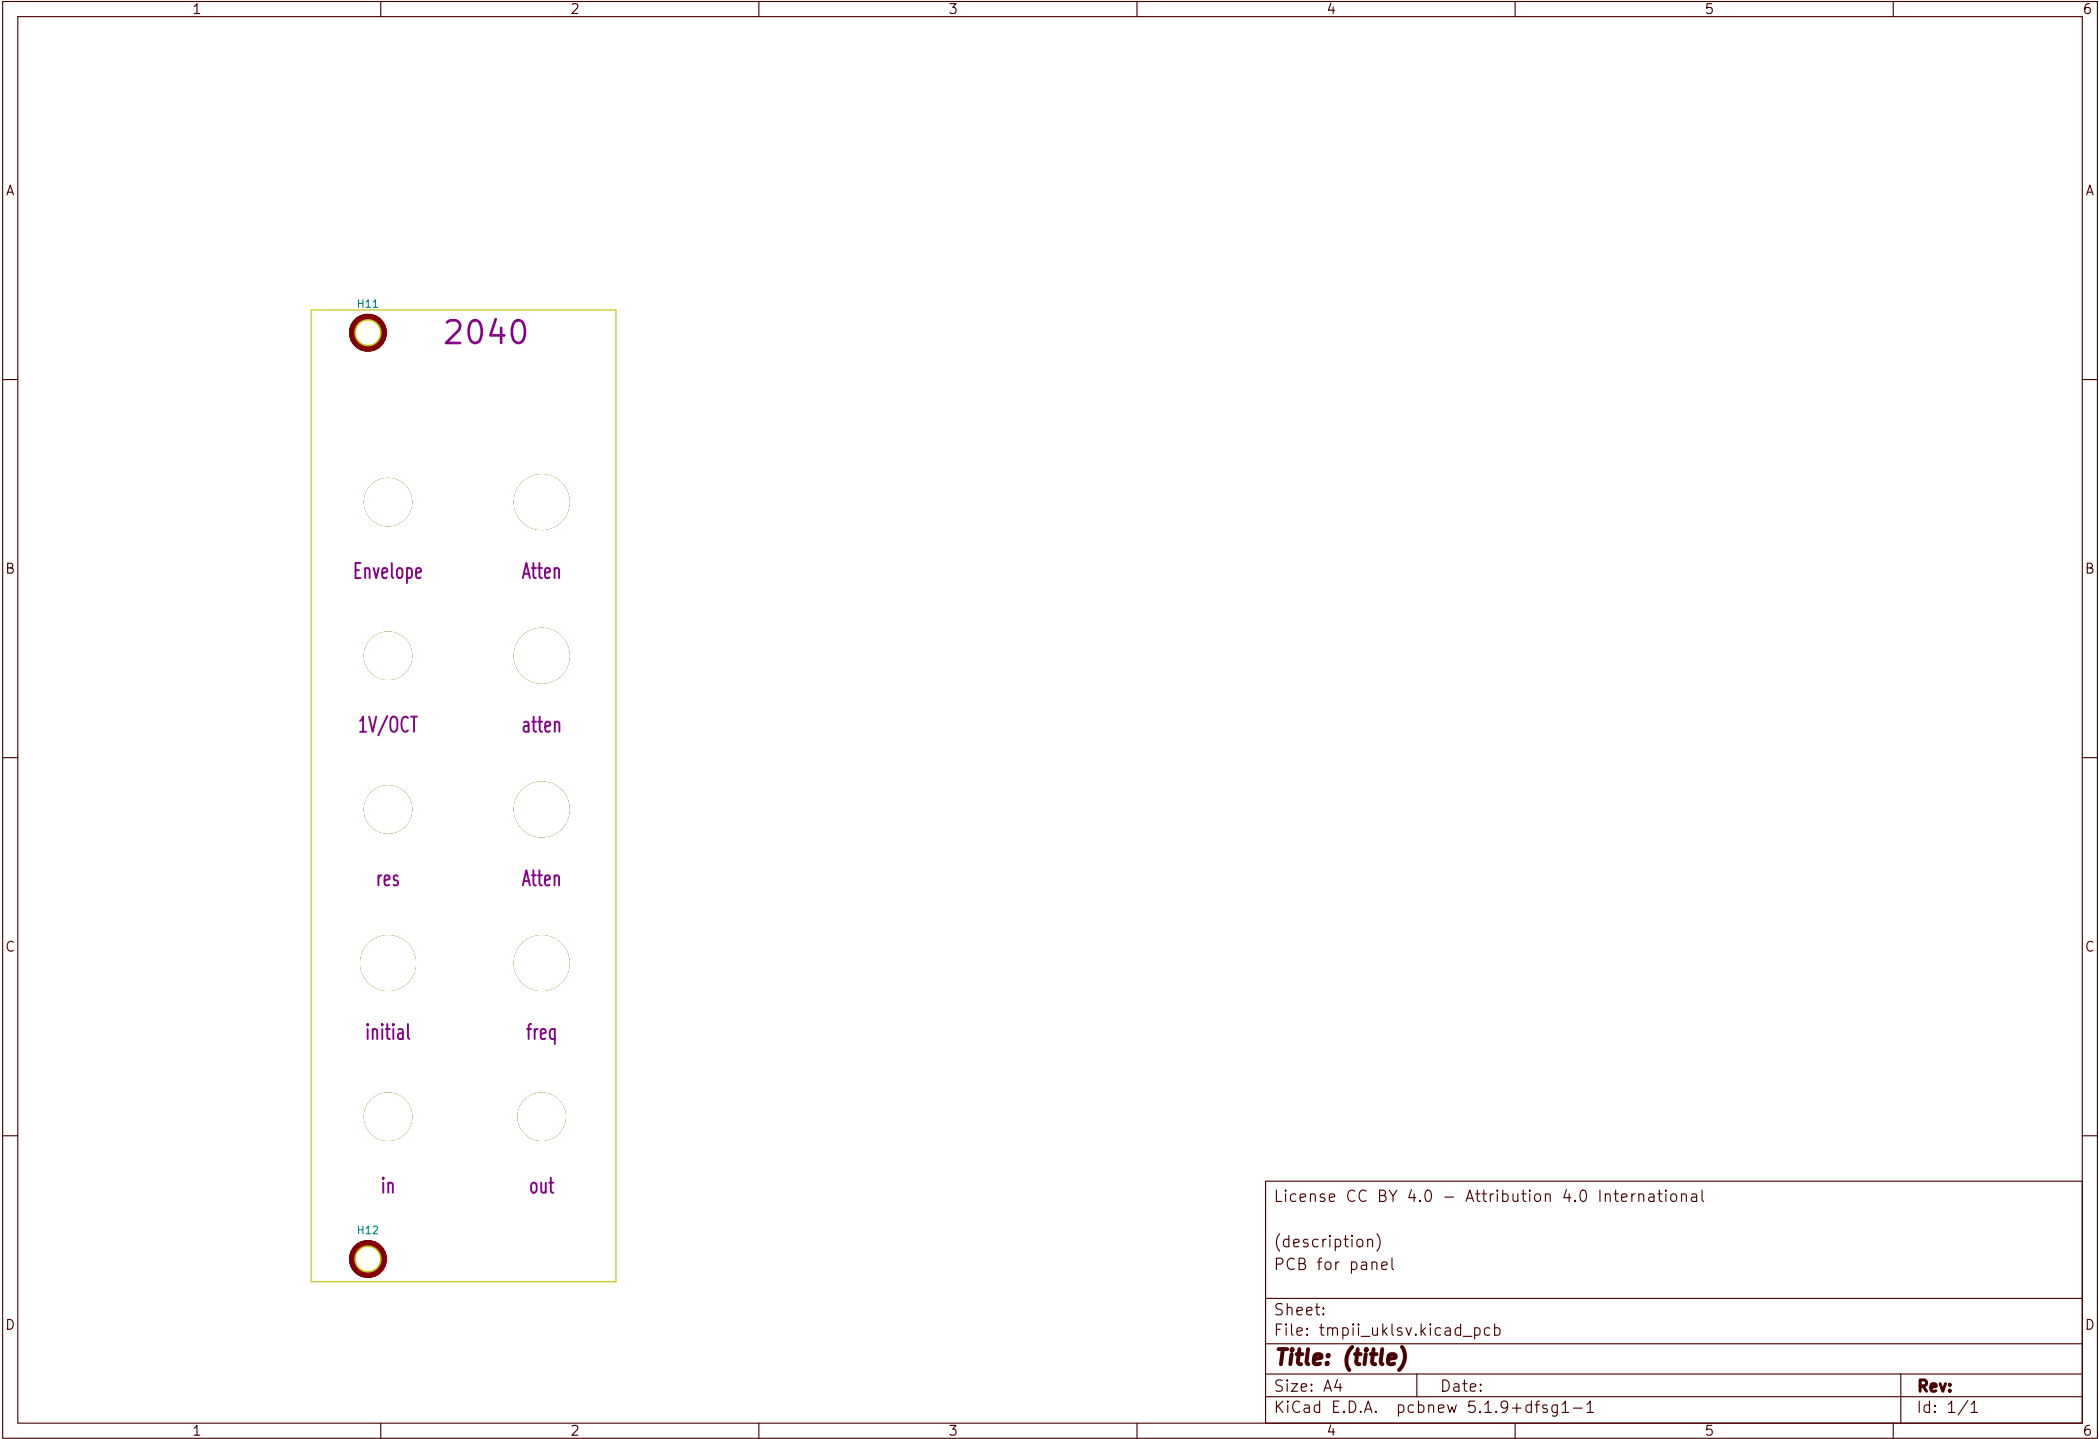 1 2 3 4 5 6
A A
H11
2040
B B
Envelope Atten
1V/OCT atten
res Atten
C C
initial freq
in out
License CC BY 4.0 - Attribution 4.0 International
H12
(description)
PCB for panel
Sheet:
D D
File: tmpii_uklsv.kicad_pcb
Title: (title)
Size: A4 Date: Rev:
KiCad E.D.A. pcbnew 5.1.9+dfsg1-1 Id: 1/1
1 2 3 4 5 6